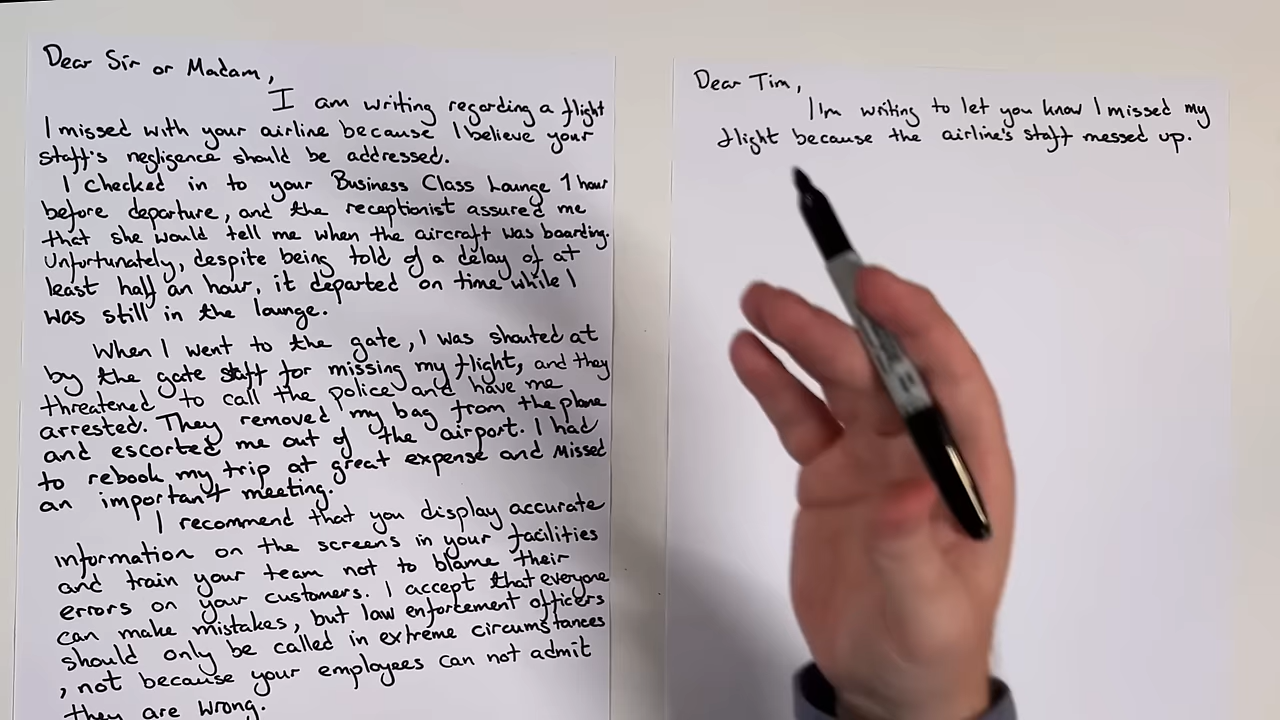 Dear Sir or Madam,
I am writing regarding a flight
I missed with your airline because I believe your
staff's negligence should be addressed.
I checked in to your Business Class Lounge 1 hour
before departure, and the receptionist assured me
that she would tell me when the aircraft was boarding.
Unfortunately, despite being told of a delay of at
least half an hour, it departed on time while I
was still in the lounge.
When I went to the gate, I was shouted at
by the gate staff for missing my flight, and they
threatened to call the police and have me
arrested. They removed my bag from the plane
and escorted me out of the airport. I had
to rebook my trip at great expense and missed
an important meeting.
I recommend that you display accurate
information on the screens in your facilities
and train your team not to blame their
errors on your customers. I accept that everyone
can make mistakes, but law enforcement officers
should only be called in extreme circumstances
, not because your employees can not admit
they are wrong.
Dear Tim,
I'm writing to let you know I missed my
flight because the airline's staff messed up.